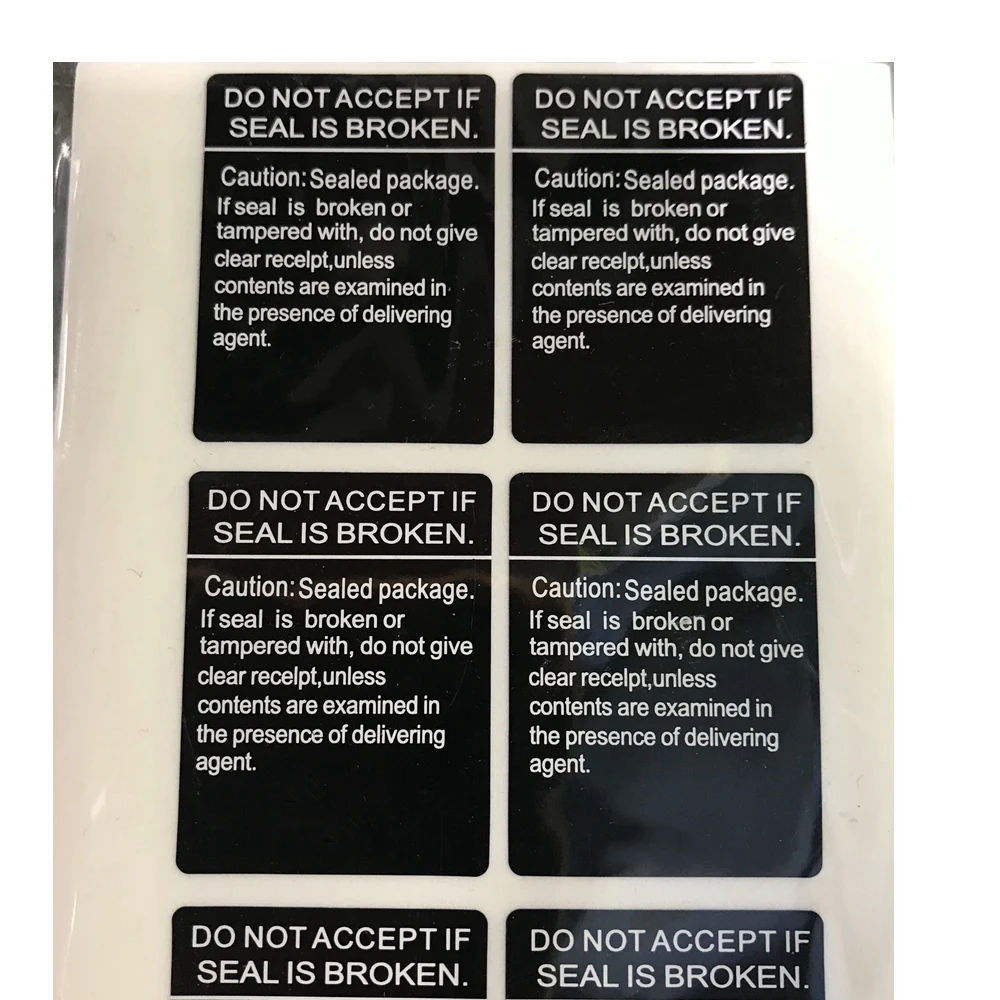 DO NOT ACCEPT IF
SEAL IS BROKEN.
Caution: Sealed package.
If seal is broken or
tampered with, do not give
clear recelpt,unless
contents are examined in
the presence of delivering
agent.
DO NOT ACCEPT IF
SEAL IS BROKEN.
Caution: Sealed package.
If seal is broken or
tampered with, do not give
clear recelpt,unless
contents are examined in
the presence of delivering
agent.
DO NOT ACCEPT IF
SEAL IS BROKEN.
Caution: Sealed package.
If seal is broken or
tampered with, do not give
clear recelpt,unless
contents are examined in
the presence of delivering
agent.
DO NOT ACCEPT IF
SEAL IS BROKEN.
Caution: Sealed package.
If seal is broken or
tampered with, do not give
clear recelpt,unless
contents are examined in
the presence of delivering
agent.
DO NOT ACCEPT IF
SEAL IS BROKEN.
DO NOT ACCEPT IF
SEAL IS BROKEN.